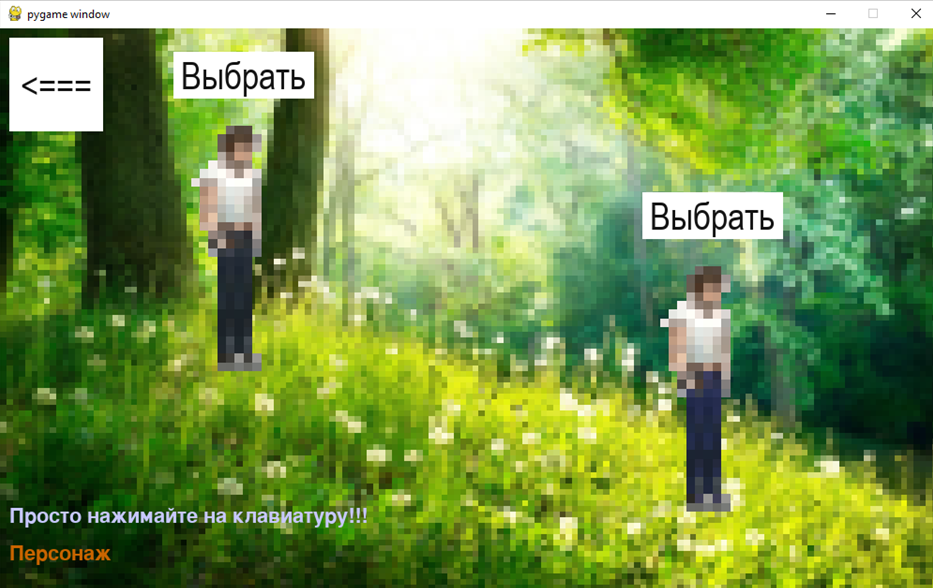 pygame window
<===
Выбрать
Выбрать
Просто нажимайте на клавиатуру!!!
Персонаж